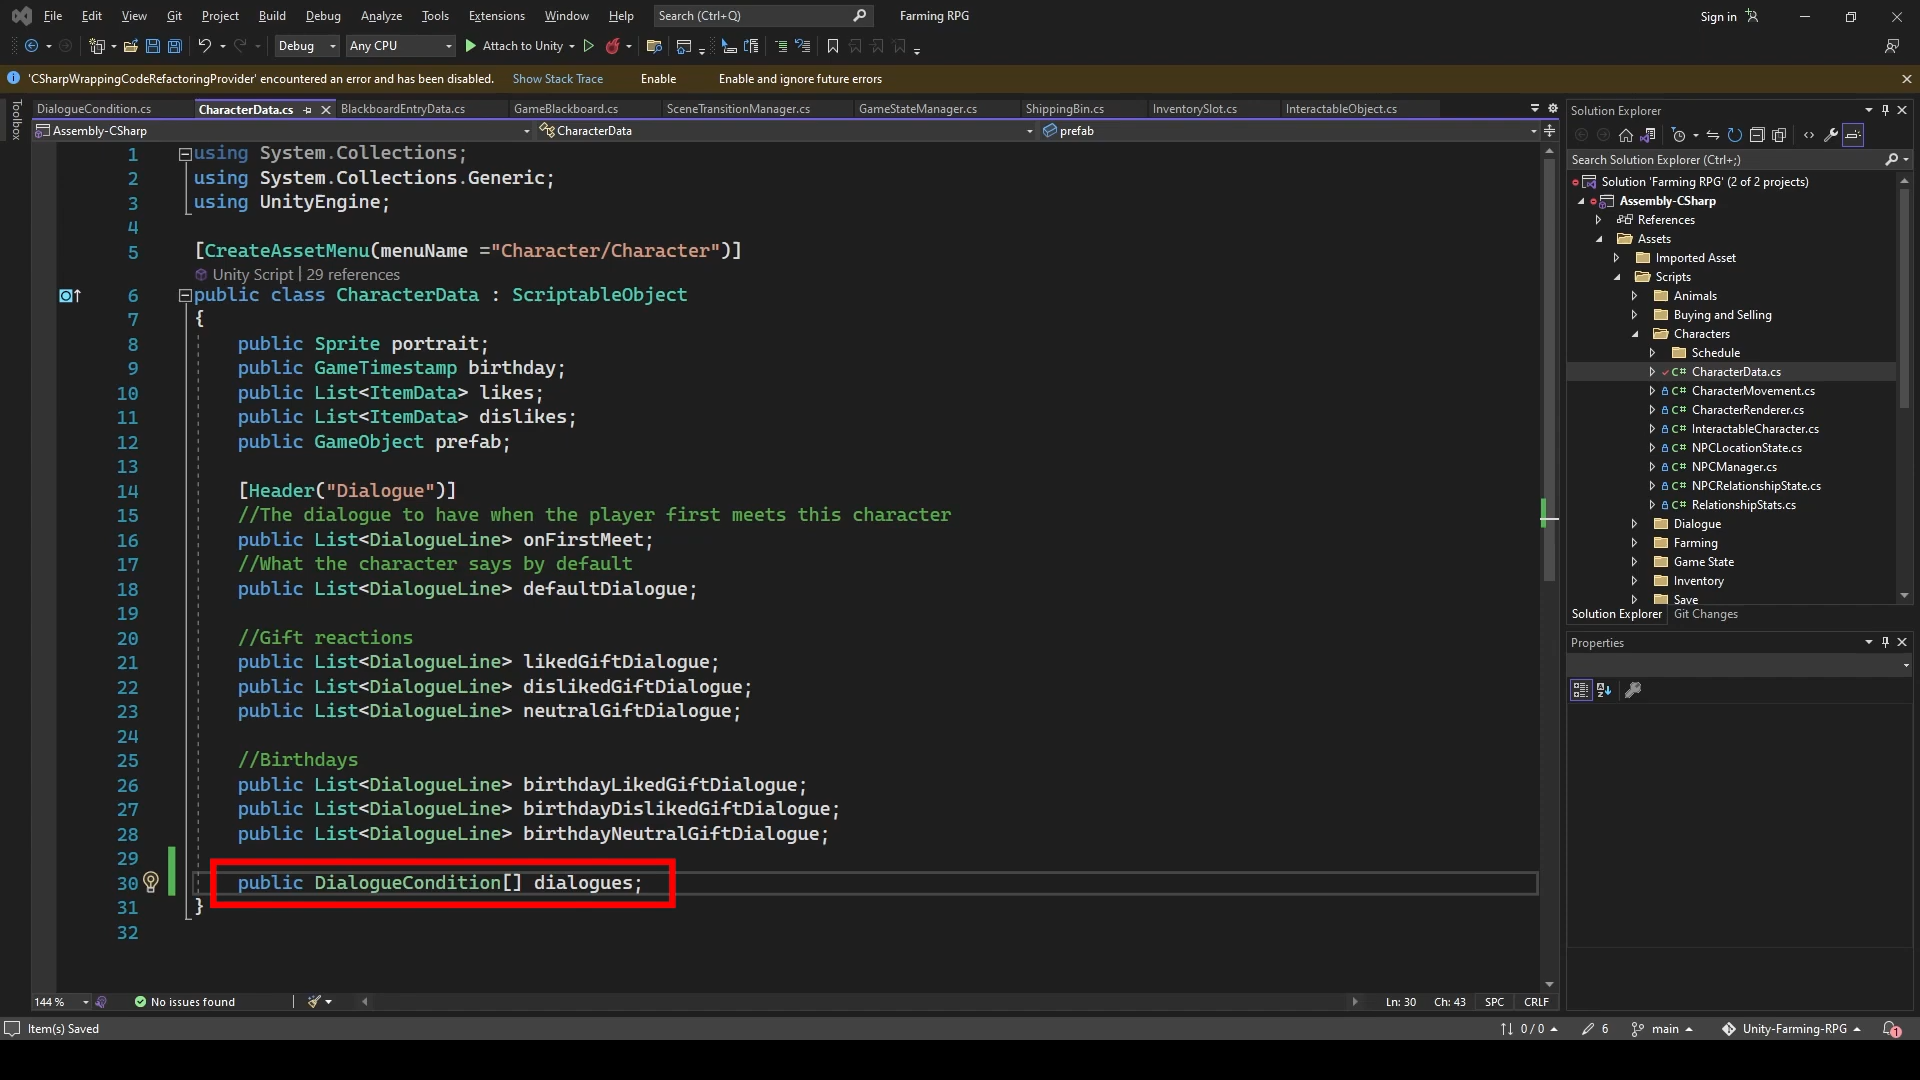 File Edit View Git Project Build Debug Analyze Tools Extensions Window Help Search (Ctrl+Q) Farming RPG Sign in
Debug Any CPU Attach to Unity
'CSharpWrappingCodeRefactoringProvider' encountered an error and has been disabled. Show Stack Trace Enable Enable and ignore future errors
Toolbox
DialogueCondition.cs CharacterData.cs BlackboardEntryData.cs GameBlackboard.cs SceneTransitionManager.cs GameStateManager.cs ShippingBin.cs InventorySlot.cs InteractableObject.cs
Assembly-CSharp CharacterData prefab
1 using System.Collections;
2 using System.Collections.Generic;
3 using UnityEngine;
4
5 [CreateAssetMenu(menuName ="Character/Character")]
Unity Script | 29 references
6 public class CharacterData : ScriptableObject
7 {
8 public Sprite portrait;
9 public GameTimestamp birthday;
10 public List<ItemData> likes;
11 public List<ItemData> dislikes;
12 public GameObject prefab;
13
14 [Header("Dialogue")]
15 //The dialogue to have when the player first meets this character
16 public List<DialogueLine> onFirstMeet;
17 //What the character says by default
18 public List<DialogueLine> defaultDialogue;
19
20 //Gift reactions
21 public List<DialogueLine> likedGiftDialogue;
22 public List<DialogueLine> dislikedGiftDialogue;
23 public List<DialogueLine> neutralGiftDialogue;
24
25 //Birthdays
26 public List<DialogueLine> birthdayLikedGiftDialogue;
27 public List<DialogueLine> birthdayDislikedGiftDialogue;
28 public List<DialogueLine> birthdayNeutralGiftDialogue;
29
30 public DialogueCondition[] dialogues;
31 }
32
144 % No issues found Ln: 30 Ch: 43 SPC CRLF
Solution Explorer
Search Solution Explorer (Ctrl+;)
Solution 'Farming RPG' (2 of 2 projects)
Assembly-CSharp
References
Assets
Imported Asset
Scripts
Animals
Buying and Selling
Characters
Schedule
C# CharacterData.cs
C# CharacterMovement.cs
C# CharacterRenderer.cs
C# InteractableCharacter.cs
C# NPCLocationState.cs
C# NPCManager.cs
C# NPCRelationshipState.cs
C# RelationshipStats.cs
Dialogue
Farming
Game State
Inventory
Save
Solution Explorer Git Changes
Properties
Item(s) Saved 0 / 0 6 main Unity-Farming-RPG 1